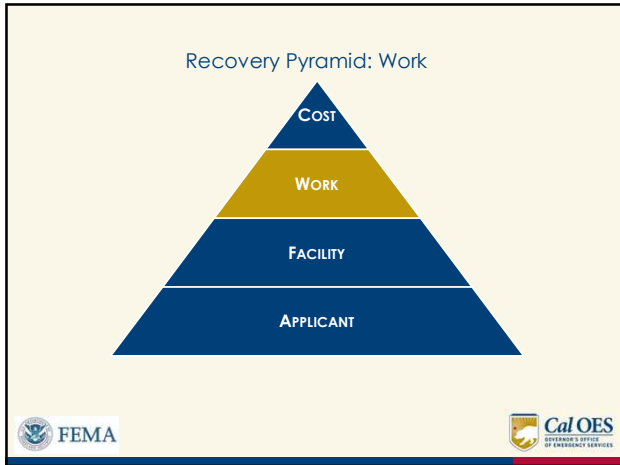 Recovery Pyramid: Work
COST
WORK
FACILITY
APPLICANT
FEMA
Cal OES
GOVERNOR'S OFFICE
OF EMERGENCY SERVICES